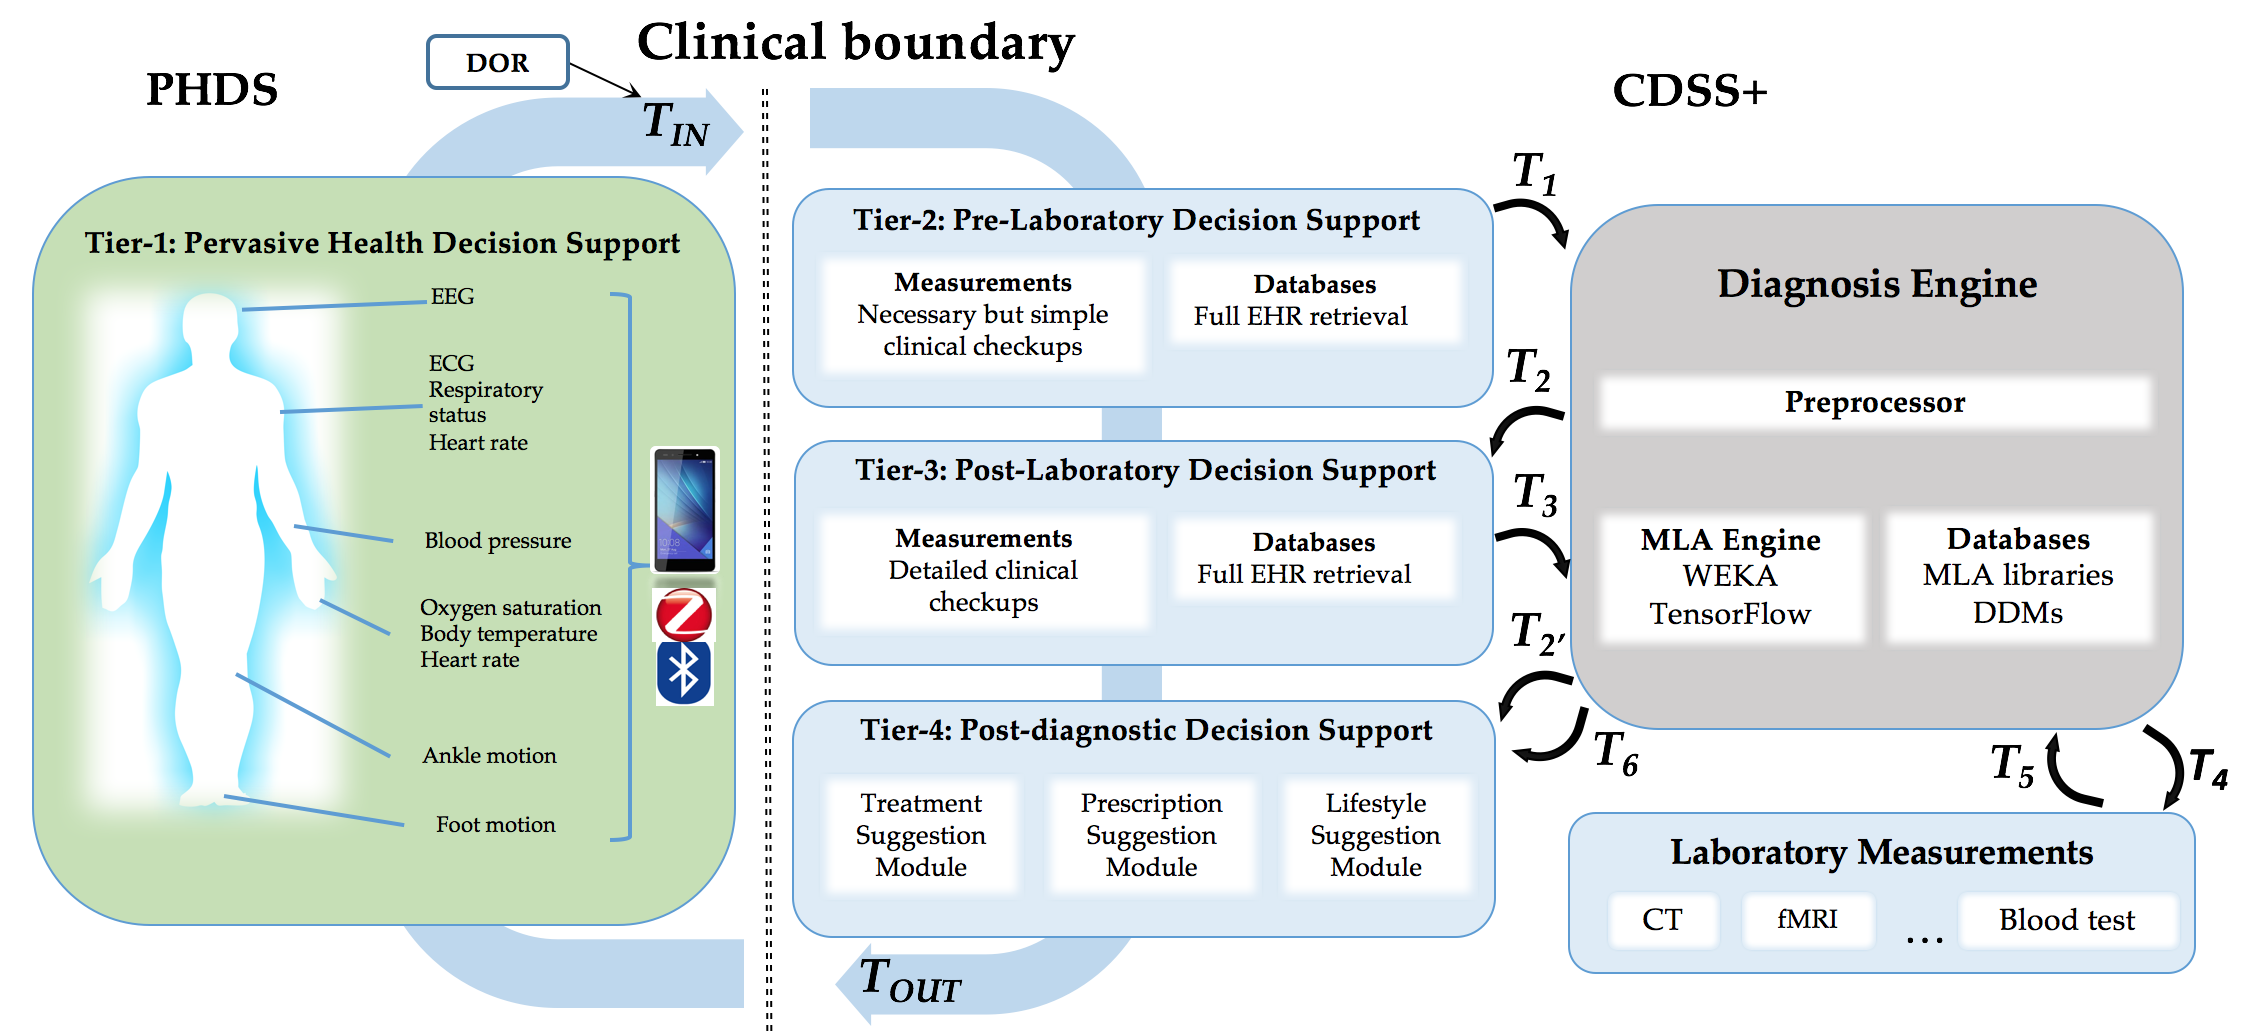 Clinical boundary
DOR
PHDS
CDSS+
T_IN
T_1
Tier-1: Pervasive Health Decision Support
EEG
ECG
Respiratory
status
Heart rate
Blood pressure
Oxygen saturation
Body temperature
Heart rate
Ankle motion
Foot motion
10:08
Tier-2: Pre-Laboratory Decision Support
Measurements
Necessary but simple
clinical checkups
Databases
Full EHR retrieval
T_2
Tier-3: Post-Laboratory Decision Support
Measurements
Detailed clinical
checkups
Databases
Full EHR retrieval
T_3
T_2'
Tier-4: Post-diagnostic Decision Support
Treatment
Suggestion
Module
Prescription
Suggestion
Module
Lifestyle
Suggestion
Module
T_6
T_OUT
Diagnosis Engine
Preprocessor
MLA Engine
WEKA
TensorFlow
Databases
MLA libraries
DDMs
T_5
T_4
Laboratory Measurements
CT
fMRI
...
Blood test